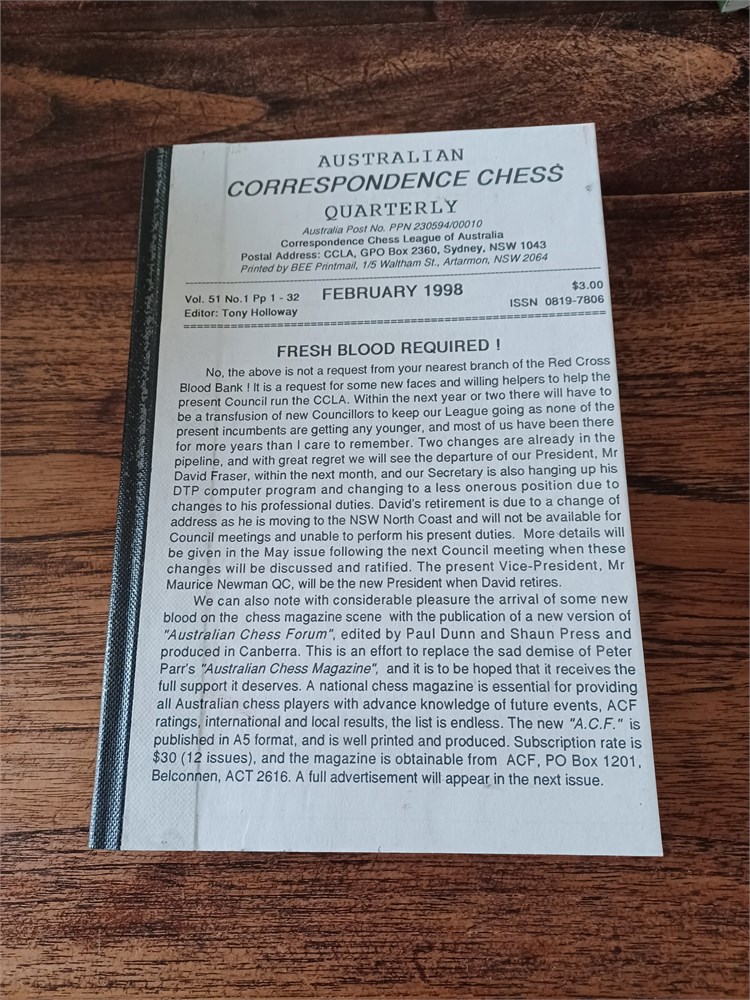 AUSTRALIAN
CORRESPONDENCE CHESS
QUARTERLY
Australia Post No. PPN 230594/00010
Correspondence Chess League of Australia
Postal Address: CCLA, GPO Box 2360, Sydney, NSW 1043
Printed by BEE Printmail, 1/5 Waltham St., Artarmon, NSW 2064
Vol. 51 No.1 Pp 1 - 32 FEBRUARY 1998 $3.00
Editor: Tony Holloway ISSN 0819-7806
FRESH BLOOD REQUIRED !
No, the above is not a request from your nearest branch of the Red Cross
Blood Bank ! It is a request for some new faces and willing helpers to help the
present Council run the CCLA. Within the next year or two there will have to
be a transfusion of new Councillors to keep our League going as none of the
present incumbents are getting any younger, and most of us have been there
for more years than I care to remember. Two changes are already in the
pipeline, and with great regret we will see the departure of our President, Mr
David Fraser, within the next month, and our Secretary is also hanging up his
DTP computer program and changing to a less onerous position due to
changes to his professional duties. David's retirement is due to a change of
address as he is moving to the NSW North Coast and will not be available for
Council meetings and unable to perform his present duties. More details will
be given in the May issue following the next Council meeting when these
changes will be discussed and ratified. The present Vice-President, Mr
Maurice Newman QC, will be the new President when David retires.
We can also note with considerable pleasure the arrival of some new
blood on the chess magazine scene with the publication of a new version of
"Australian Chess Forum", edited by Paul Dunn and Shaun Press and
produced in Canberra. This is an effort to replace the sad demise of Peter
Parr's "Australian Chess Magazine", and it is to be hoped that it receives the
full support it deserves. A national chess magazine is essential for providing
all Australian chess players with advance knowledge of future events, ACF
ratings, international and local results, the list is endless. The new "A.C.F." is
published in A5 format, and is well printed and produced. Subscription rate is
$30 (12 issues), and the magazine is obtainable from ACF, PO Box 1201,
Belconnen, ACT 2616. A full advertisement will appear in the next issue.